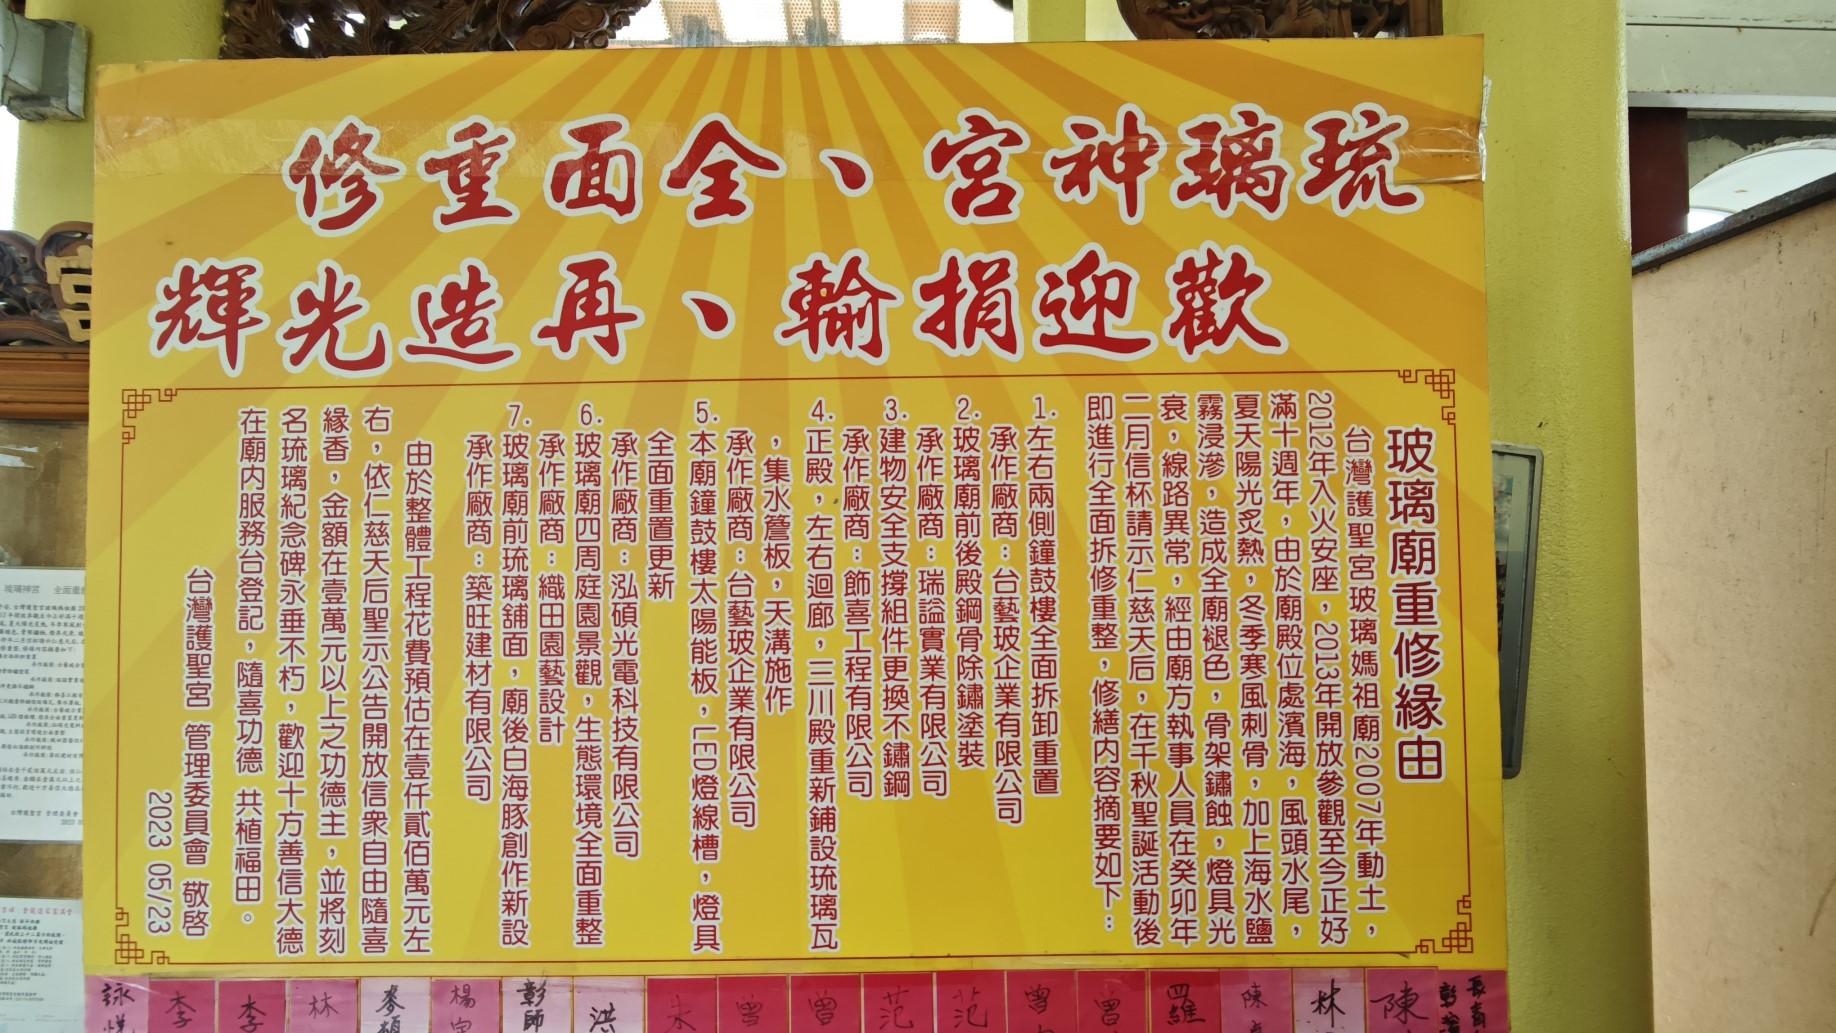 琉璃神宮、全面重修
歡迎捐輸、再造光輝
玻璃廟重修緣由
台灣護聖宮玻璃媽祖廟2007年動土，
2012年入火安座，2013年開放參觀至今正好
滿十週年，由於廟殿位處濱海，風頭水尾，
夏天陽光炙熱，冬季寒風刺骨，加上海水鹽
霧浸滲，造成全廟褪色，骨架鏽蝕，燈具光
衰，線路異常，經由廟方執事人員在癸卯年
二月信杯請示仁慈天后，在千秋聖誕活動後
即進行全面拆修重整，修繕內容摘要如下：
1.左右兩側鐘鼓樓全面拆卸重置
承作廠商：台藝玻企業有限公司
2.玻璃廟前後殿鋼骨除鏽塗裝
承作廠商：瑞謚實業有限公司
3.建物安全支撐組件更換不鏽鋼
承作廠商：飾喜工程有限公司
4.正殿，左右迴廊，三川殿重新鋪設琉璃瓦
，集水簷板，天溝施作
承作廠商：台藝玻企業有限公司
5.本廟鐘鼓樓太陽能板，LED燈線槽，燈具
全面重置更新
承作廠商：泓碩光電科技有限公司
6.玻璃廟四周庭園景觀，生態環境全面重整
承作廠商：織田園藝設計
7.玻璃廟前琉璃舖面，廟後白海豚創作新設
承作廠商：築旺建材有限公司
由於整體工程花費預估在壹仟貳佰萬元左
右，依仁慈天后聖示公告開放信衆自由隨喜
緣香，金額在壹萬元以上之功德主，並將刻
名琉璃紀念碑永垂不朽，歡迎十方善信大德
在廟內服務台登記，隨喜功德 共植福田。
台灣護聖宮 管理委員會 敬啓
2023 05/23
陳
林
陳
四維
曾
曾
范
范
曾
曾
朱
洪
彰師
楊
林
李
李